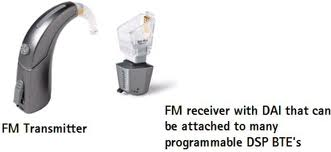 FM Transmitter
FM receiver with DAI that can
be attached to many
programmable DSP BTE's